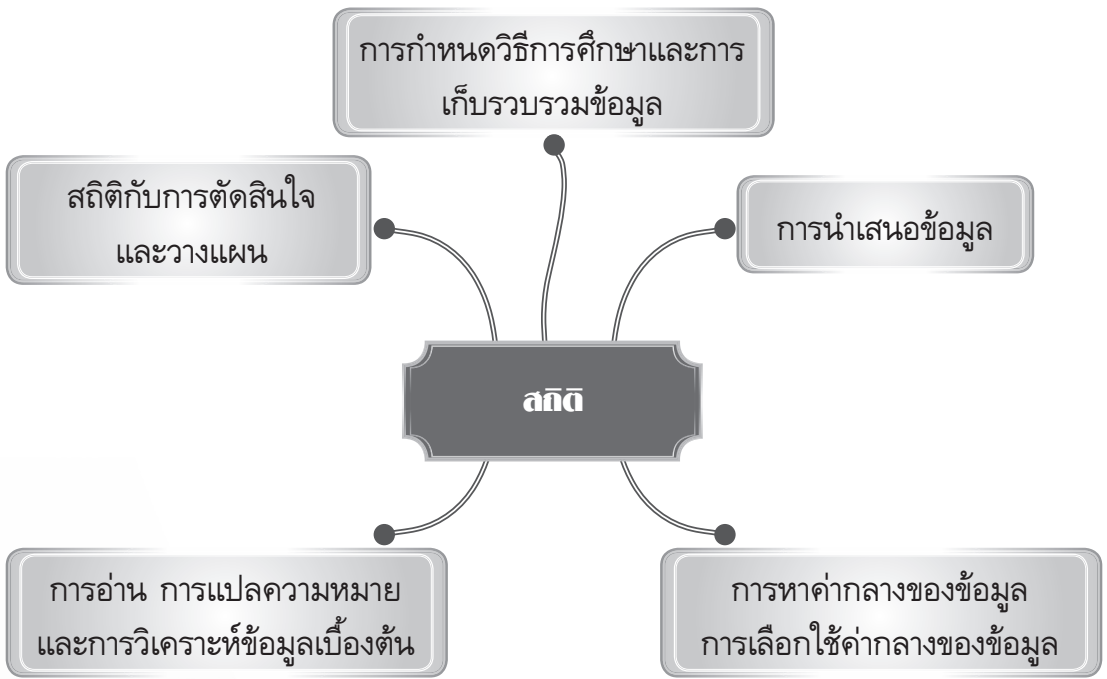 การกำหนดวิธีการศึกษาและการ
เก็บรวบรวมข้อมูล
สถิติกับการตัดสินใจ
และวางแผน
การนำเสนอข้อมูล
สถิติ
การอ่าน การแปลความหมาย
และการวิเคราะห์ข้อมูลเบื้องต้น
การหาค่ากลางของข้อมูล
การเลือกใช้ค่ากลางของข้อมูล